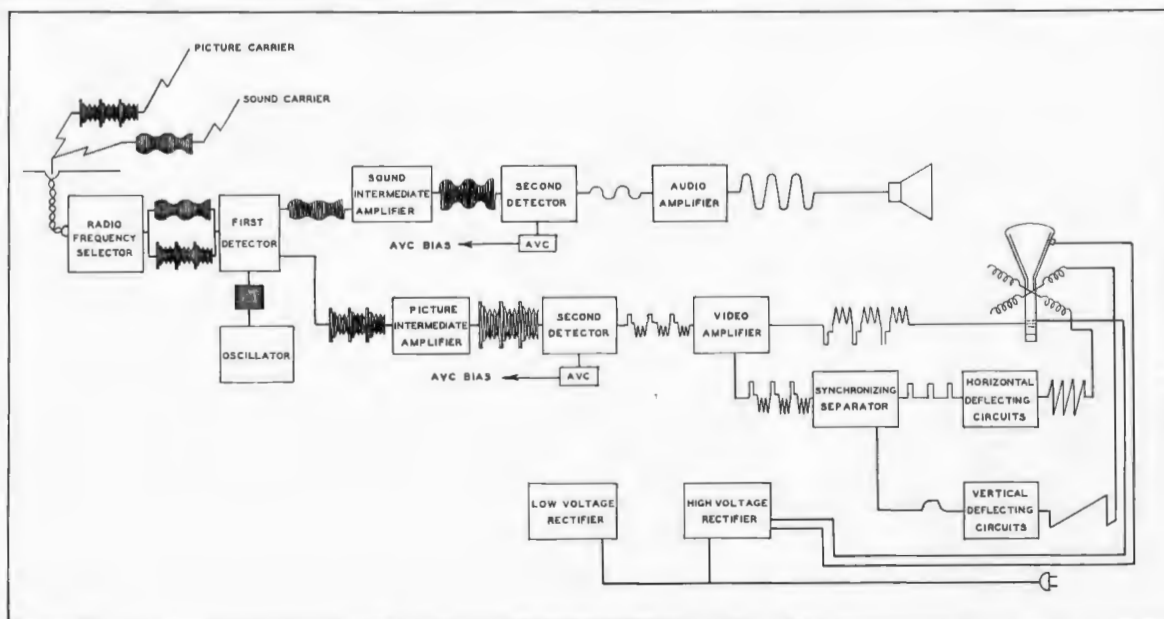 PICTURE CARRIER
SOUND CARRIER
RADIO
FREQUENCY
SELECTOR
FIRST
DETECTOR
OSCILLATOR
SOUND
INTERMEDIATE
AMPLIFIER
SECOND
DETECTOR
AUDIO
AMPLIFIER
AVC BIAS
AVC
PICTURE
INTERMEDIATE
AMPLIFIER
SECOND
DETECTOR
VIDEO
AMPLIFIER
AVC BIAS
AVC
SYNCHRONIZING
SEPARATOR
HORIZONTAL
DEFLECTING
CIRCUITS
LOW VOLTAGE
RECTIFIER
HIGH VOLTAGE
RECTIFIER
VERTICAL
DEFLECTING
CIRCUITS